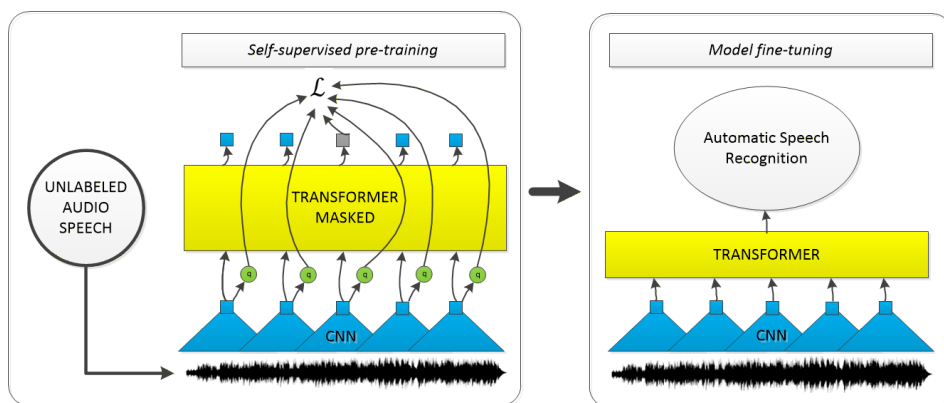 Self-supervised pre-training
ℒ
UNLABELED
AUDIO
SPEECH
TRANSFORMER
MASKED
q q q q q
CNN
Model fine-tuning
Automatic Speech
Recognition
TRANSFORMER
CNN